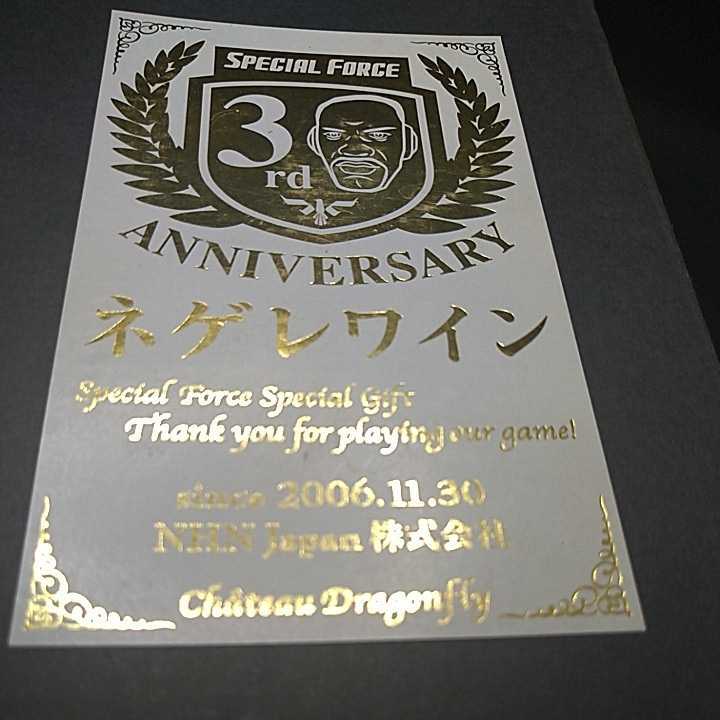 SPECIAL FORCE
3rd
ANNIVERSARY
ネゲレワイン
Special Force Special Gift
Thank you for playing our game!
since 2006.11.30
NHN Japan 株式会社
Château Dragonfly